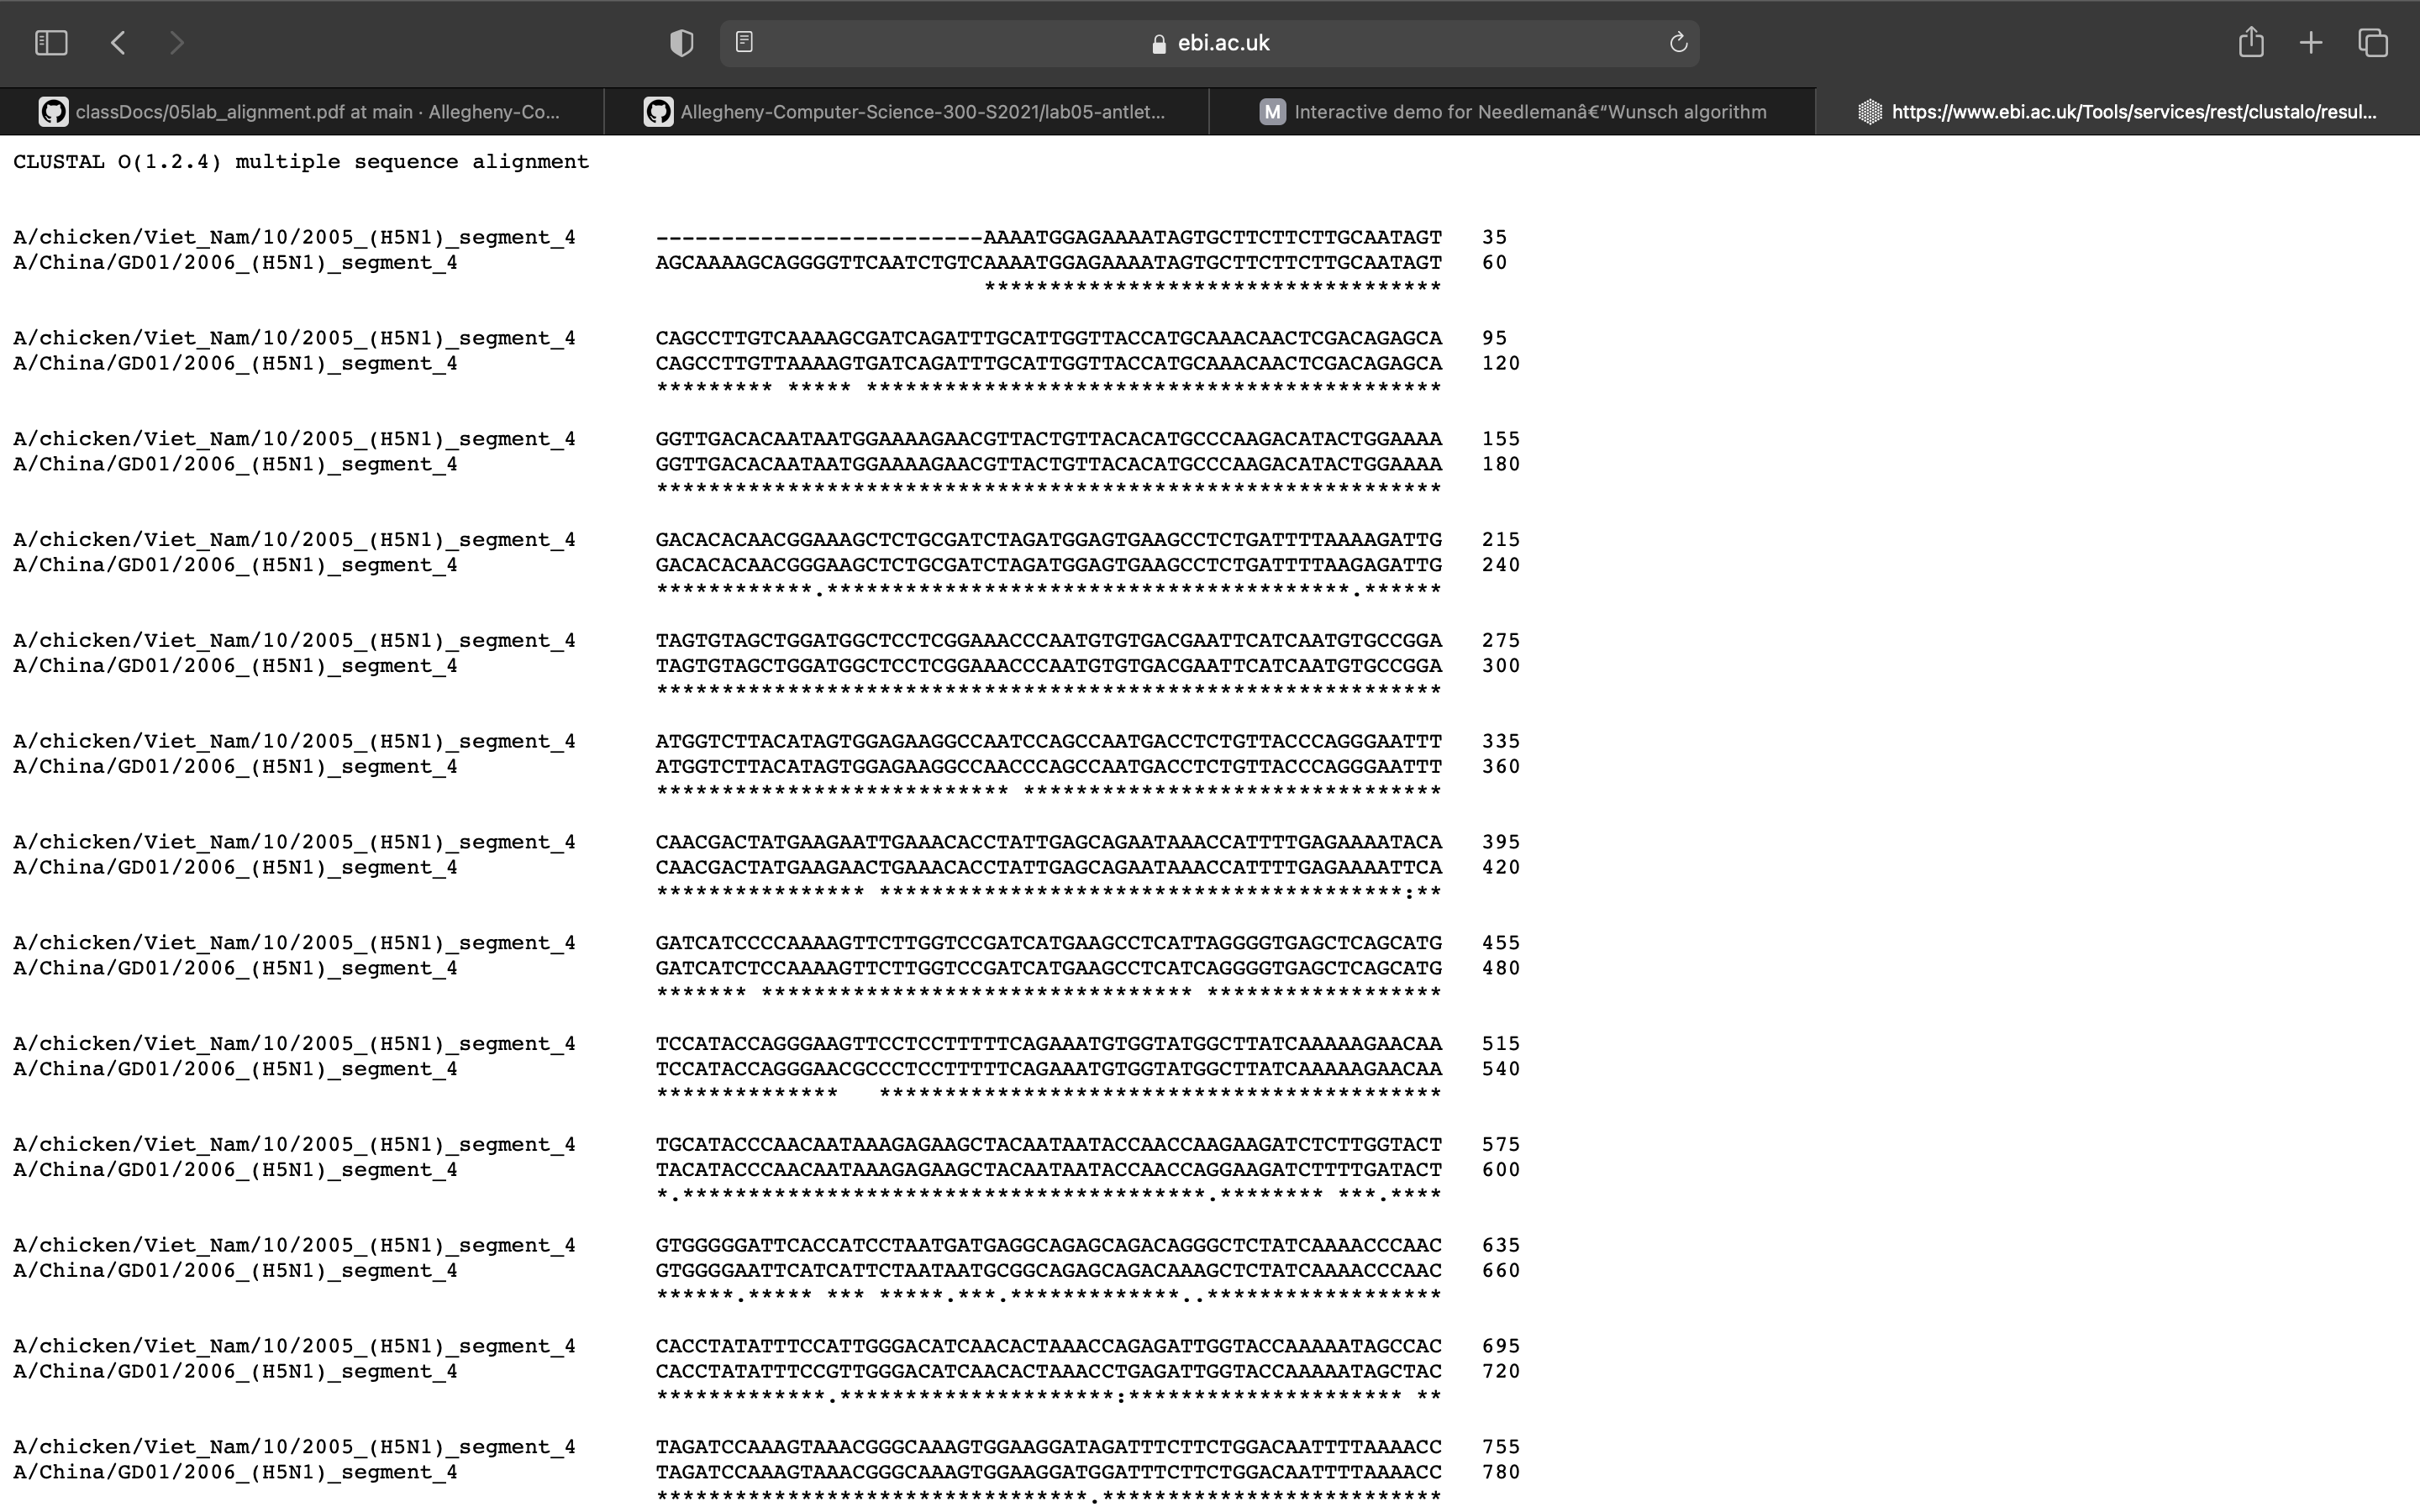 ebi.ac.uk
classDocs/05lab_alignment.pdf at main · Allegheny-Co...
Allegheny-Computer-Science-300-S2021/lab05-antlet...
M Interactive demo for Needlemanâ€“Wunsch algorithm
https://www.ebi.ac.uk/Tools/services/rest/clustalo/resul...
CLUSTAL O(1.2.4) multiple sequence alignment
A/chicken/Viet_Nam/10/2005_(H5N1)_segment_4      -------------------------AAAATGGAGAAAATAGTGCTTCTTCTTGCAATAGT   35
A/China/GD01/2006_(H5N1)_segment_4               AGCAAAAGCAGGGGTTCAATCTGTCAAAATGGAGAAAATAGTGCTTCTTCTTGCAATAGT   60
                                                                          ***********************************
A/chicken/Viet_Nam/10/2005_(H5N1)_segment_4      CAGCCTTGTCAAAAGCGATCAGATTTGCATTGGTTACCATGCAAACAACTCGACAGAGCA   95
A/China/GD01/2006_(H5N1)_segment_4               CAGCCTTGTTAAAAGTGATCAGATTTGCATTGGTTACCATGCAAACAACTCGACAGAGCA   120
                                                 ********* ***** ********************************************
A/chicken/Viet_Nam/10/2005_(H5N1)_segment_4      GGTTGACACAATAATGGAAAAGAACGTTACTGTTACACATGCCCAAGACATACTGGAAAA   155
A/China/GD01/2006_(H5N1)_segment_4               GGTTGACACAATAATGGAAAAGAACGTTACTGTTACACATGCCCAAGACATACTGGAAAA   180
                                                 ************************************************************
A/chicken/Viet_Nam/10/2005_(H5N1)_segment_4      GACACACAACGGAAAGCTCTGCGATCTAGATGGAGTGAAGCCTCTGATTTTAAAAGATTG   215
A/China/GD01/2006_(H5N1)_segment_4               GACACACAACGGGAAGCTCTGCGATCTAGATGGAGTGAAGCCTCTGATTTTAAGAGATTG   240
                                                 ************.****************************************.******
A/chicken/Viet_Nam/10/2005_(H5N1)_segment_4      TAGTGTAGCTGGATGGCTCCTCGGAAACCCAATGTGTGACGAATTCATCAATGTGCCGGA   275
A/China/GD01/2006_(H5N1)_segment_4               TAGTGTAGCTGGATGGCTCCTCGGAAACCCAATGTGTGACGAATTCATCAATGTGCCGGA   300
                                                 ************************************************************
A/chicken/Viet_Nam/10/2005_(H5N1)_segment_4      ATGGTCTTACATAGTGGAGAAGGCCAATCCAGCCAATGACCTCTGTTACCCAGGGAATTT   335
A/China/GD01/2006_(H5N1)_segment_4               ATGGTCTTACATAGTGGAGAAGGCCAACCCAGCCAATGACCTCTGTTACCCAGGGAATTT   360
                                                 *************************** ********************************
A/chicken/Viet_Nam/10/2005_(H5N1)_segment_4      CAACGACTATGAAGAATTGAAACACCTATTGAGCAGAATAAACCATTTTGAGAAAATACA   395
A/China/GD01/2006_(H5N1)_segment_4               CAACGACTATGAAGAACTGAAACACCTATTGAGCAGAATAAACCATTTTGAGAAAATTCA   420
                                                 **************** ****************************************:**
A/chicken/Viet_Nam/10/2005_(H5N1)_segment_4      GATCATCCCCAAAAGTTCTTGGTCCGATCATGAAGCCTCATTAGGGGTGAGCTCAGCATG   455
A/China/GD01/2006_(H5N1)_segment_4               GATCATCTCCAAAAGTTCTTGGTCCGATCATGAAGCCTCATCAGGGGTGAGCTCAGCATG   480
                                                 ******* ********************************* ******************
A/chicken/Viet_Nam/10/2005_(H5N1)_segment_4      TCCATACCAGGGAAGTTCCTCCTTTTTCAGAAATGTGGTATGGCTTATCAAAAAGAACAA   515
A/China/GD01/2006_(H5N1)_segment_4               TCCATACCAGGGAACGCCCTCCTTTTTCAGAAATGTGGTATGGCTTATCAAAAAGAACAA   540
                                                 **************   *******************************************
A/chicken/Viet_Nam/10/2005_(H5N1)_segment_4      TGCATACCCAACAATAAAGAGAAGCTACAATAATACCAACCAAGAAGATCTCTTGGTACT   575
A/China/GD01/2006_(H5N1)_segment_4               TACATACCCAACAATAAAGAGAAGCTACAATAATACCAACCAGGAAGATCTTTTGATACT   600
                                                 *.****************************************.******** ***.****
A/chicken/Viet_Nam/10/2005_(H5N1)_segment_4      GTGGGGGATTCACCATCCTAATGATGAGGCAGAGCAGACAGGGCTCTATCAAAACCCAAC   635
A/China/GD01/2006_(H5N1)_segment_4               GTGGGGAATTCATCATTCTAATAATGCGGCAGAGCAGACAAAGCTCTATCAAAACCCAAC   660
                                                 ******.***** *** *****.***.*************..******************
A/chicken/Viet_Nam/10/2005_(H5N1)_segment_4      CACCTATATTTCCATTGGGACATCAACACTAAACCAGAGATTGGTACCAAAAATAGCCAC   695
A/China/GD01/2006_(H5N1)_segment_4               CACCTATATTTCCGTTGGGACATCAACACTAAACCTGAGATTGGTACCAAAAATAGCTAC   720
                                                 *************.*********************:********************* **
A/chicken/Viet_Nam/10/2005_(H5N1)_segment_4      TAGATCCAAAGTAAACGGGCAAAGTGGAAGGATAGATTTCTTCTGGACAATTTTAAAACC   755
A/China/GD01/2006_(H5N1)_segment_4               TAGATCCAAAGTAAACGGGCAAAGTGGAAGGATGGATTTCTTCTGGACAATTTTAAAACC   780
                                                 *********************************.**************************